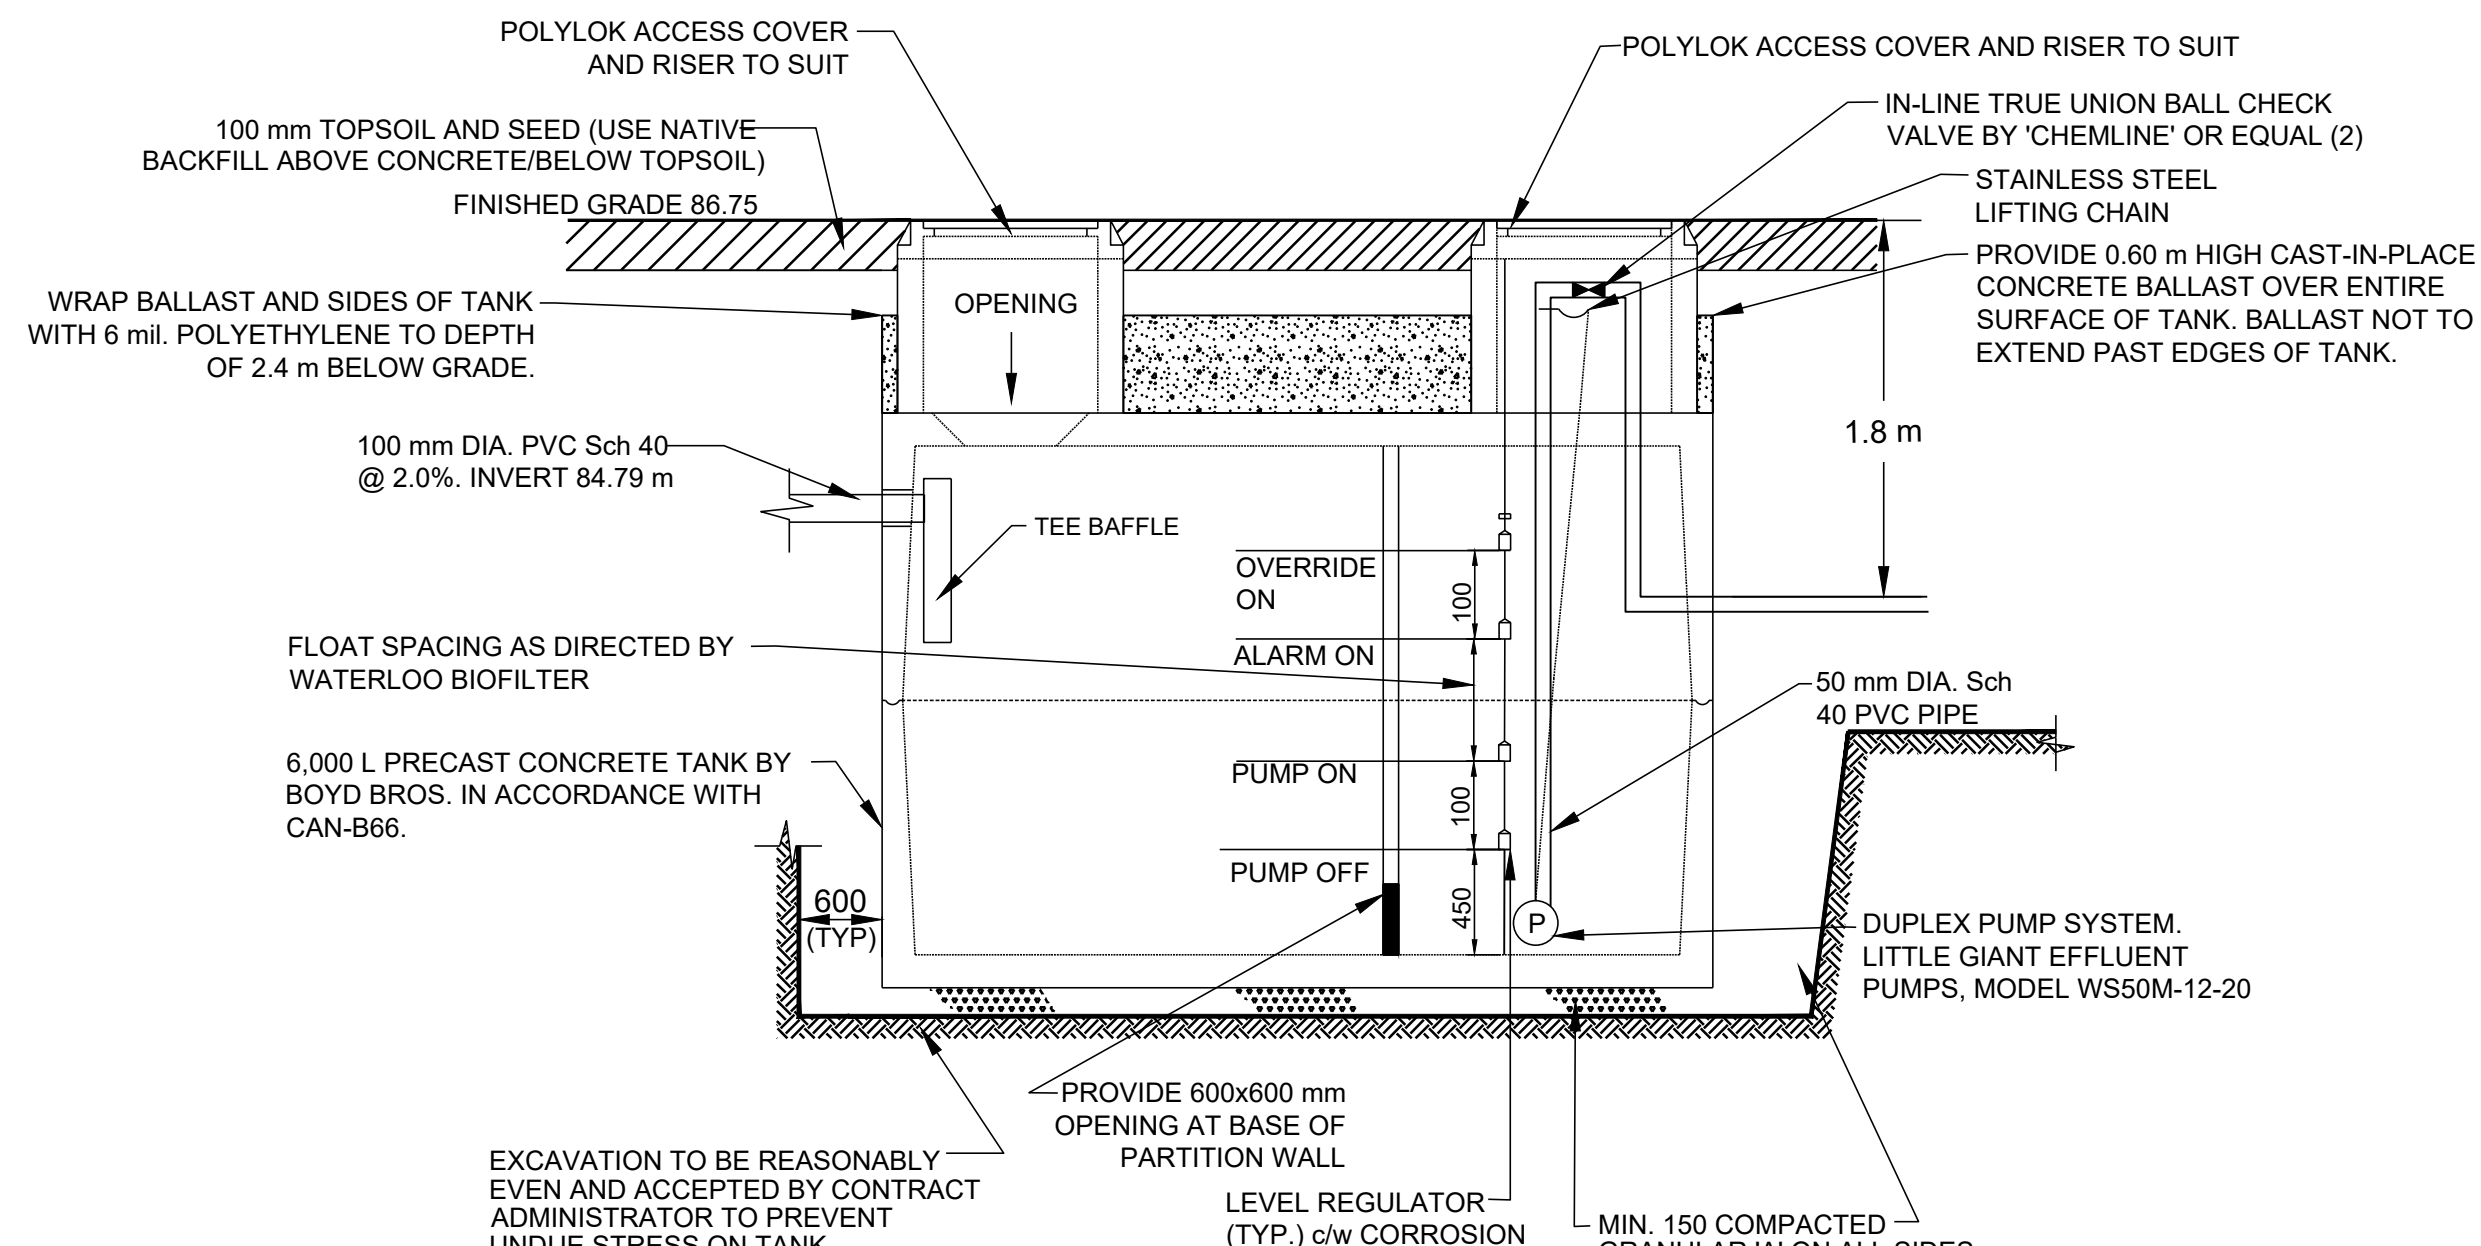 POLYLOK ACCESS COVER
AND RISER TO SUIT
POLYLOK ACCESS COVER AND RISER TO SUIT
IN-LINE TRUE UNION BALL CHECK
VALVE BY 'CHEMLINE' OR EQUAL (2)
100 mm TOPSOIL AND SEED (USE NATIVE
BACKFILL ABOVE CONCRETE/BELOW TOPSOIL)
STAINLESS STEEL
LIFTING CHAIN
FINISHED GRADE 86.75
PROVIDE 0.60 m HIGH CAST-IN-PLACE
CONCRETE BALLAST OVER ENTIRE
SURFACE OF TANK. BALLAST NOT TO
EXTEND PAST EDGES OF TANK.
WRAP BALLAST AND SIDES OF TANK
WITH 6 mil. POLYETHYLENE TO DEPTH
OF 2.4 m BELOW GRADE.
OPENING
1.8 m
100 mm DIA. PVC Sch 40
@ 2.0%. INVERT 84.79 m
TEE BAFFLE
OVERRIDE
ON
100
FLOAT SPACING AS DIRECTED BY
WATERLOO BIOFILTER
ALARM ON
50 mm DIA. Sch
40 PVC PIPE
6,000 L PRECAST CONCRETE TANK BY
BOYD BROS. IN ACCORDANCE WITH
CAN-B66.
PUMP ON
100
PUMP OFF
450
P
600
(TYP)
DUPLEX PUMP SYSTEM.
LITTLE GIANT EFFLUENT
PUMPS, MODEL WS50M-12-20
PROVIDE 600x600 mm
OPENING AT BASE OF
PARTITION WALL
EXCAVATION TO BE REASONABLY
EVEN AND ACCEPTED BY CONTRACT
ADMINISTRATOR TO PREVENT
UNDUE STRESS ON TANK
LEVEL REGULATOR
(TYP.) c/w CORROSION
MIN. 150 COMPACTED
GRANULAR 'A' ON ALL SIDES